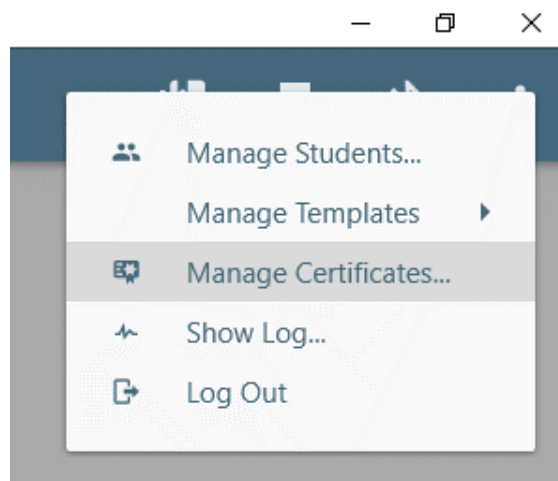 Manage Students...
Manage Templates
Manage Certificates...
Show Log...
Log Out